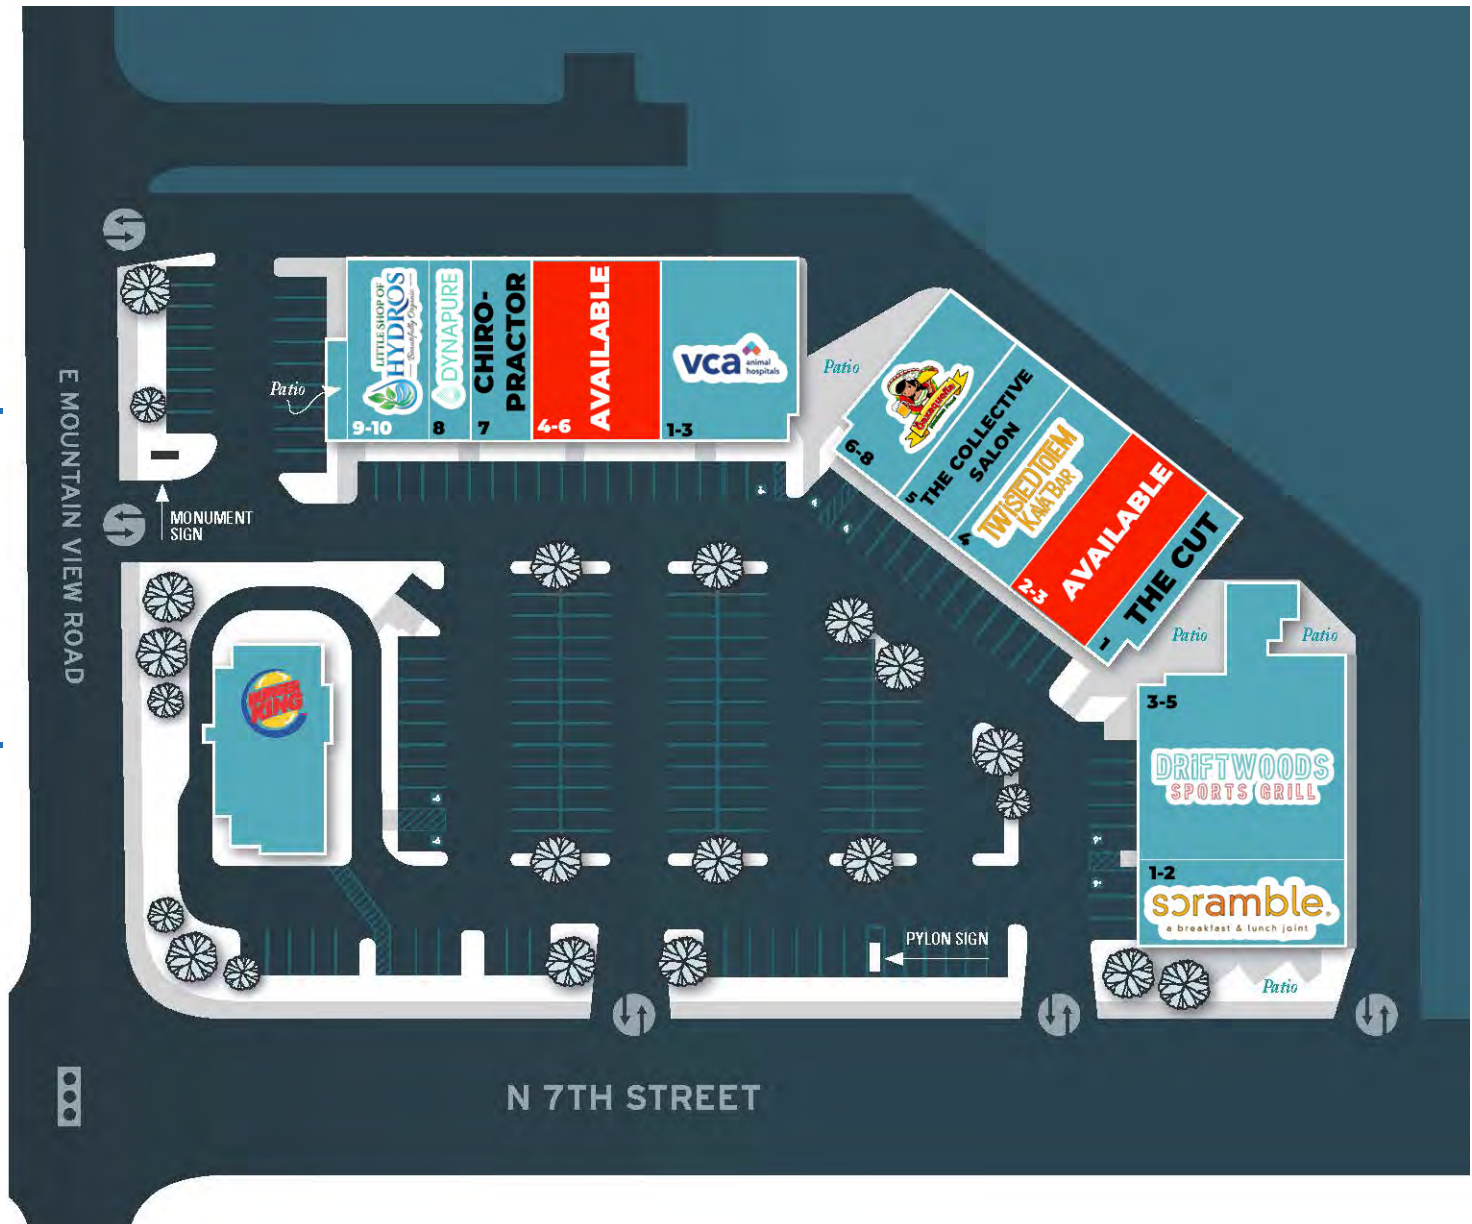 LITTLE SHOP OF
HYDROS
Beautifully Organic
9-10
DYNAPURE
8
CHIRO-
PRACTOR
7
AVAILABLE
4-6
vca animal
hospitals
1-3
Patio
Patio
6-8
THE COLLECTIVE
SALON
5
TWISTED TOEM
KAVA BAR
4
AVAILABLE
2-3
THE CUT
1
Patio
Patio
3-5
DRIFTWOODS
SPORTS GRILL
1-2
scramble
a breakfast & lunch joint
Patio
E MOUNTAIN VIEW ROAD
MONUMENT
SIGN
BURGER
KING
PYLON SIGN
N 7TH STREET